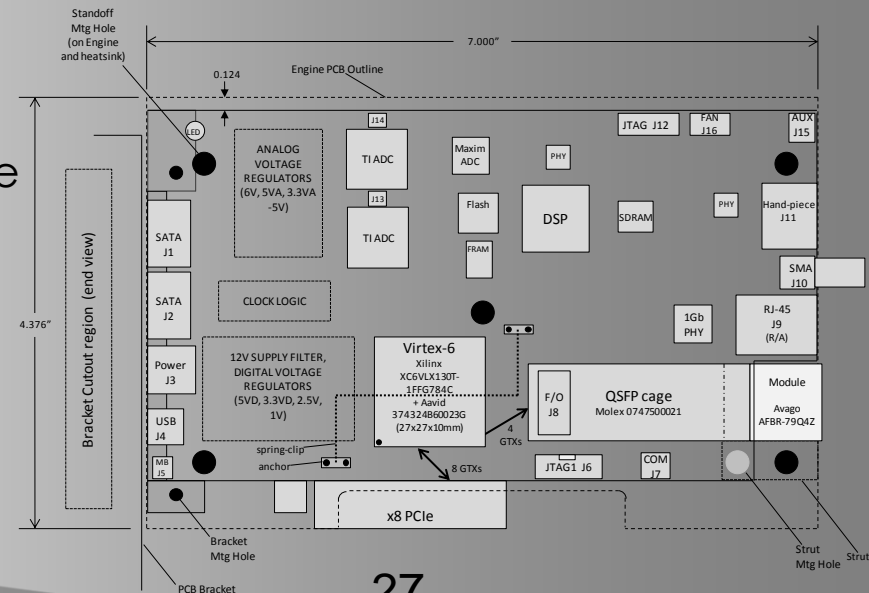 Standoff
Mtg Hole
(on Engine
and heatsink)
7.000”
Engine PCB Outline
0.124
e
LED
ANALOG
VOLTAGE
REGULATORS
(6V, 5VA, 3.3VA
-5V)
J14
TI ADC
J13
TI ADC
Maxim
ADC
Flash
FRAM
PHY
DSP
JTAG J12
FAN
J16
AUX
J15
SDRAM
PHY
Hand-piece
J11
SMA
J10
RJ-45
J9
(R/A)
1Gb
PHY
SATA
J1
SATA
J2
Power
J3
USB
J4
MB
J5
4.376”
Bracket Cutout region (end view)
CLOCK LOGIC
12V SUPPLY FILTER,
DIGITAL VOLTAGE
REGULATORS
(5VD, 3.3VD, 2.5V,
1V)
spring-clip
anchor
Virtex-6
Xilinx
XC6VLX130T-
1FFG784C
+ Aavid
374324B60023G
(27x27x10mm)
F/O
J8
QSFP cage
Molex 0747500021
Module
Avago
AFBR-79Q4Z
4
GTXs
8 GTXs
JTAG1 J6
COM
J7
x8 PCIe
Bracket
Mtg Hole
PCB Bracket
Strut
Mtg Hole
Strut
27